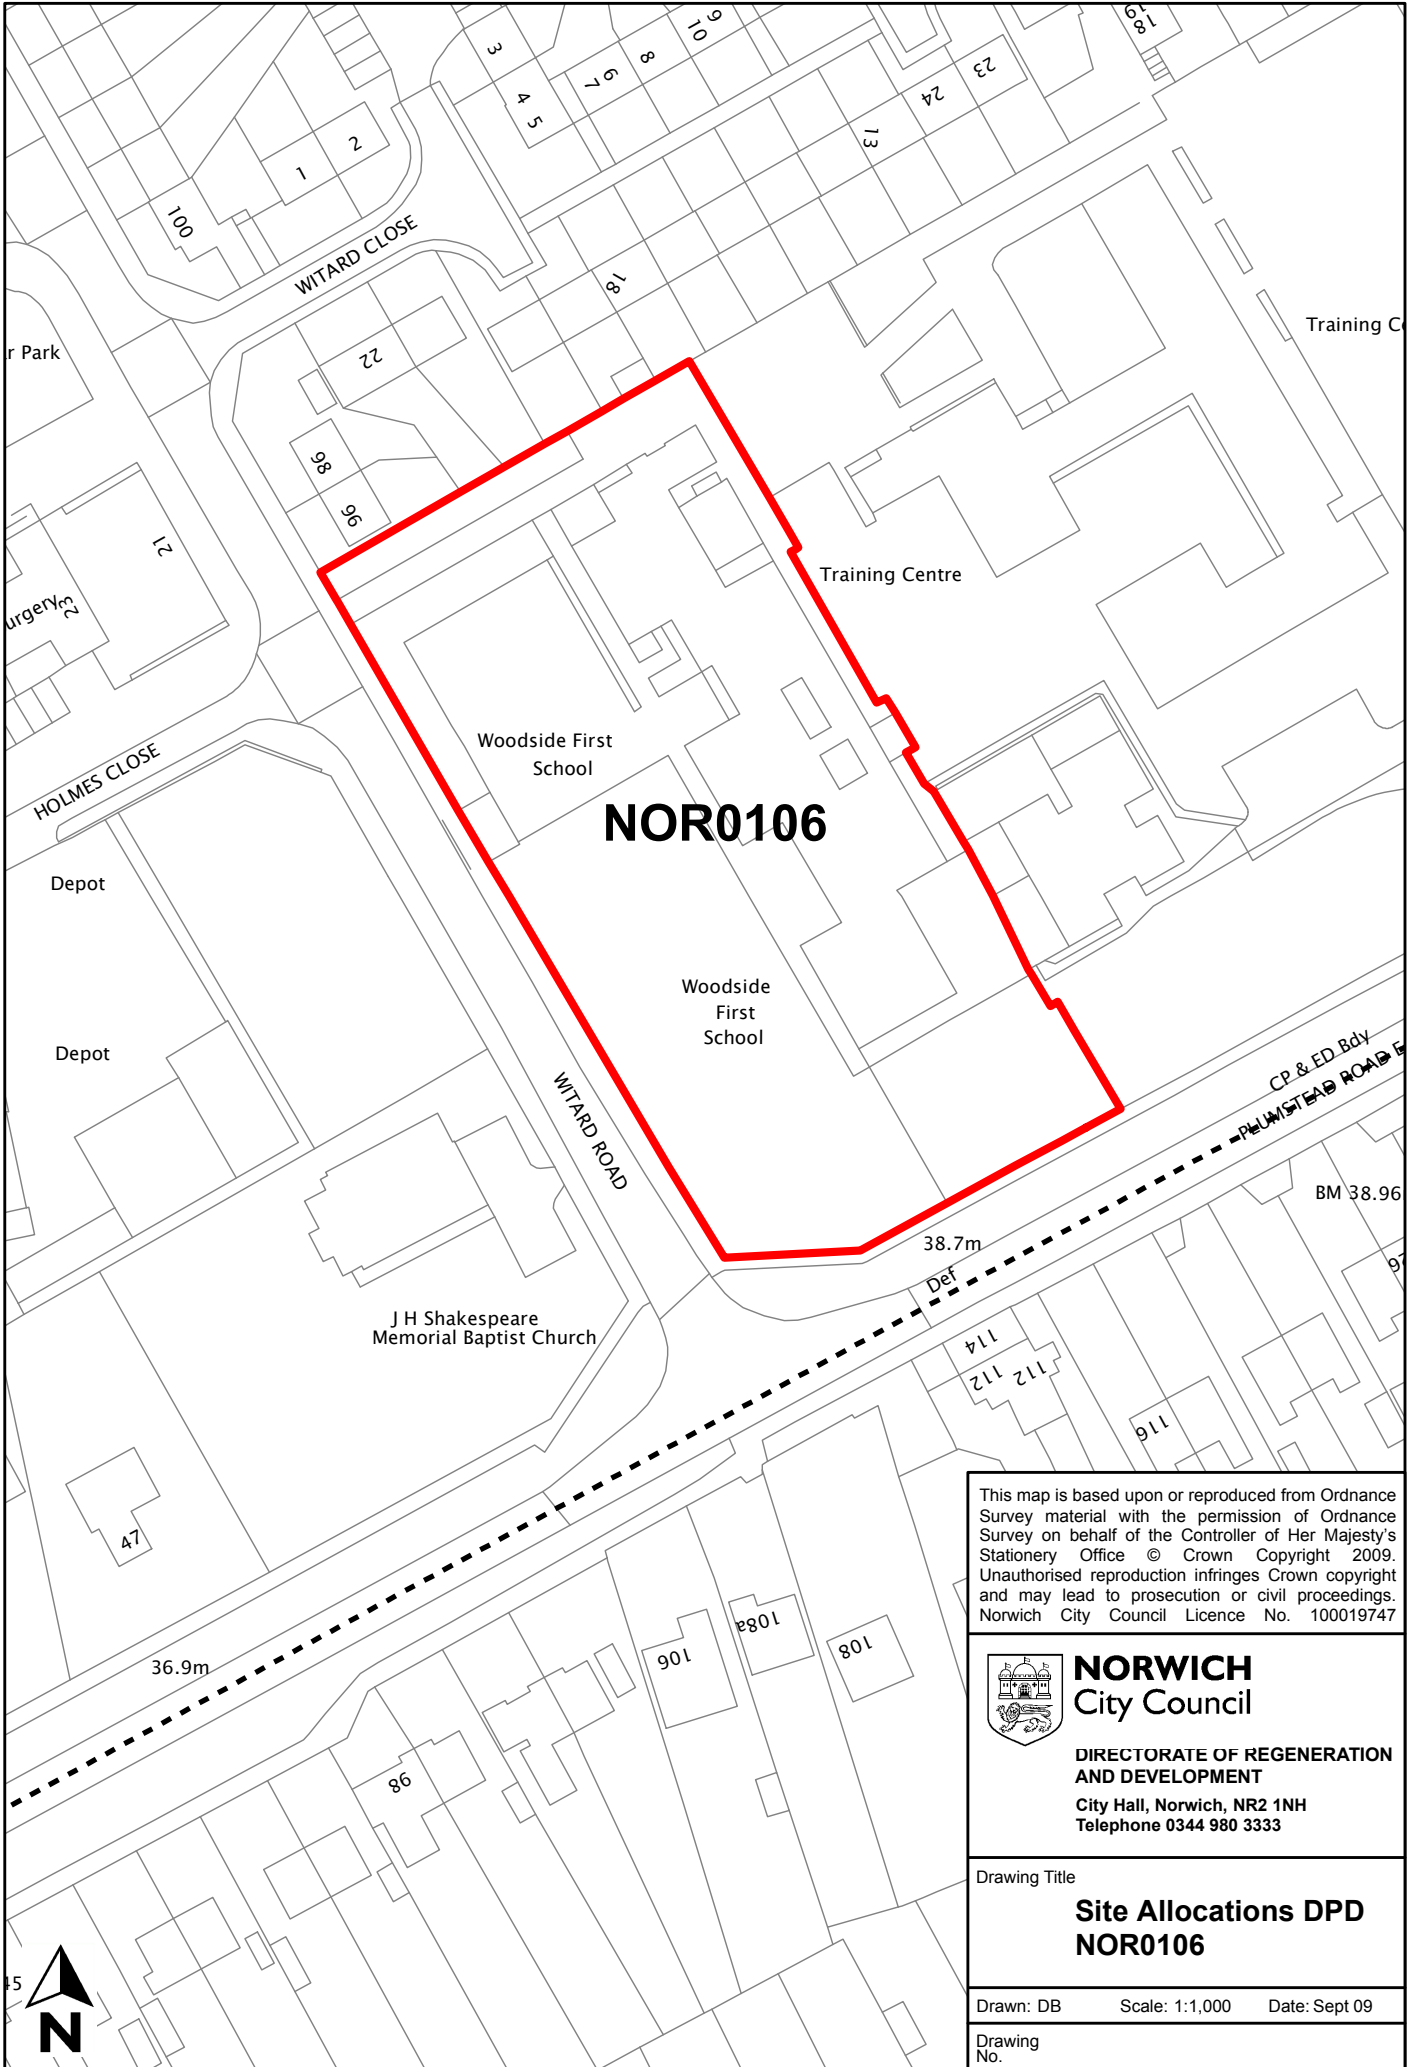 9
10
8
6
7
3
4
5
19
18
23
24
13
2
1
100
WITARD CLOSE
18
22
r Park
Training C
98
96
21
urgery
23
Training Centre
Woodside First
School
HOLMES CLOSE
NOR0106
Depot
Woodside
First
School
Depot
WITARD ROAD
CP & ED Bdy
PLUMSTEAD ROAD E
BM 38.96
38.7m
Def
J H Shakespeare
Memorial Baptist Church
114
112
112
116
47
106
108a
108
36.9m
86
N
This map is based upon or reproduced from Ordnance
Survey material with the permission of Ordnance
Survey on behalf of the Controller of Her Majesty's
Stationery Office © Crown Copyright 2009.
Unauthorised reproduction infringes Crown copyright
and may lead to prosecution or civil proceedings.
Norwich City Council Licence No. 100019747
NORWICH
City Council
DIRECTORATE OF REGENERATION
AND DEVELOPMENT
City Hall, Norwich, NR2 1NH
Telephone 0344 980 3333
Drawing Title
Site Allocations DPD
NOR0106
Drawn: DB Scale: 1:1,000 Date: Sept 09
Drawing
No.